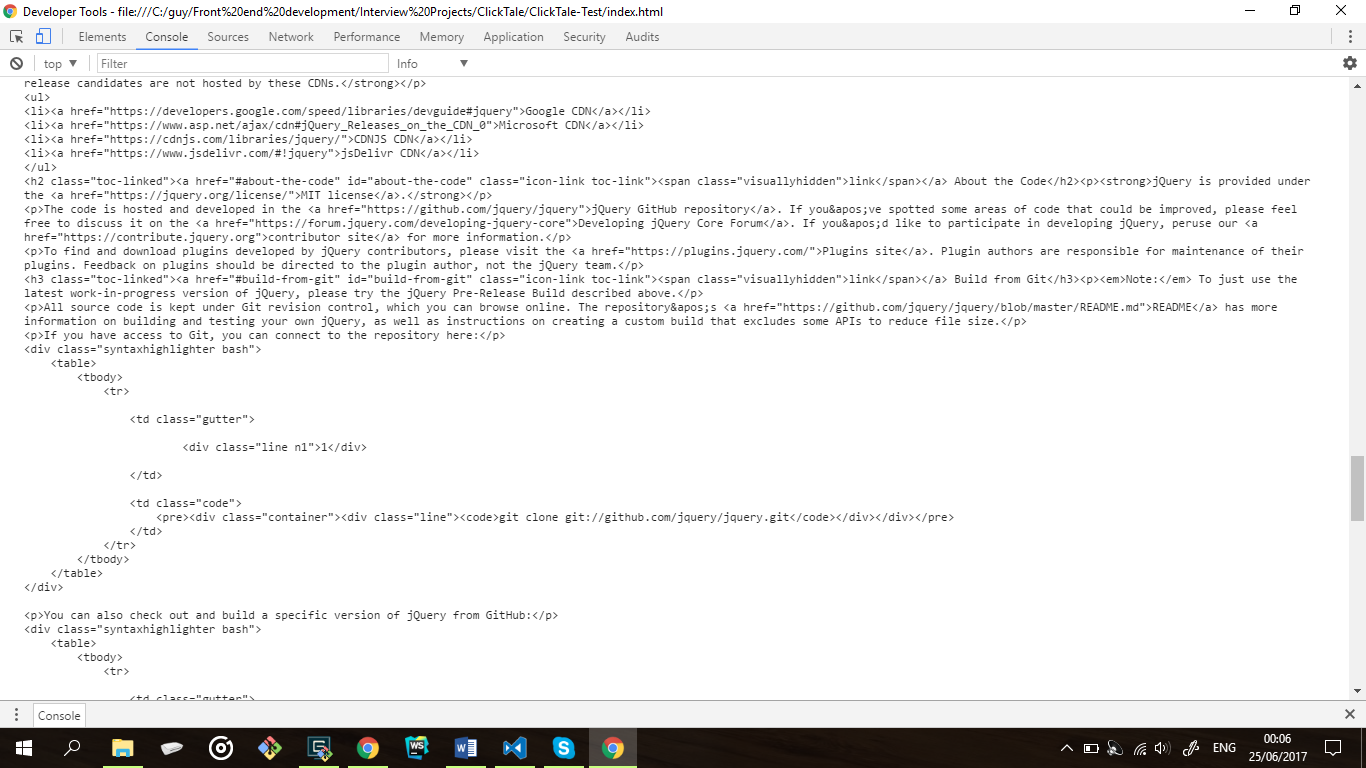 Developer Tools - file:///C:/guy/Front%20end%20development/Interview%20Projects/ClickTale/ClickTale-Test/index.html
Elements Console Sources Network Performance Memory Application Security Audits
top ▼ Filter Info ▼
release candidates are not hosted by these CDNs.</strong></p>
<ul>
<li><a href="https://developers.google.com/speed/libraries/devguide#jquery">Google CDN</a></li>
<li><a href="https://www.asp.net/ajax/cdn#jQuery_Releases_on_the_CDN_0">Microsoft CDN</a></li>
<li><a href="https://cdnjs.com/libraries/jquery/">CDNJS CDN</a></li>
<li><a href="https://www.jsdelivr.com/#!jquery">jsDelivr CDN</a></li>
</ul>
<h2 class="toc-linked"><a href="#about-the-code" id="about-the-code" class="icon-link toc-link"><span class="visuallyhidden">link</span></a> About the Code</h2><p><strong>jQuery is provided under
the <a href="https://jquery.org/license/">MIT license</a>.</strong></p>
<p>The code is hosted and developed in the <a href="https://github.com/jquery/jquery">jQuery GitHub repository</a>. If you&apos;ve spotted some areas of code that could be improved, please feel
free to discuss it on the <a href="https://forum.jquery.com/developing-jquery-core">Developing jQuery Core Forum</a>. If you&apos;d like to participate in developing jQuery, peruse our <a
href="https://contribute.jquery.org">contributor site</a> for more information.</p>
<p>To find and download plugins developed by jQuery contributors, please visit the <a href="https://plugins.jquery.com/">Plugins site</a>. Plugin authors are responsible for maintenance of their
plugins. Feedback on plugins should be directed to the plugin author, not the jQuery team.</p>
<h3 class="toc-linked"><a href="#build-from-git" id="build-from-git" class="icon-link toc-link"><span class="visuallyhidden">link</span></a> Build from Git</h3><p><em>Note:</em> To just use the
latest work-in-progress version of jQuery, please try the jQuery Pre-Release Build described above.</p>
<p>All source code is kept under Git revision control, which you can browse online. The repository&apos;s <a href="https://github.com/jquery/jquery/blob/master/README.md">README</a> has more
information on building and testing your own jQuery, as well as instructions on creating a custom build that excludes some APIs to reduce file size.</p>
<p>If you have access to Git, you can connect to the repository here:</p>
<div class="syntaxhighlighter bash">
<table>
<tbody>
<tr>
<td class="gutter">
<div class="line n1">1</div>
</td>
<td class="code">
<pre><div class="container"><div class="line"><code>git clone git://github.com/jquery/jquery.git</code></div></div></pre>
</td>
</tr>
</tbody>
</table>
</div>
<p>You can also check out and build a specific version of jQuery from GitHub:</p>
<div class="syntaxhighlighter bash">
<table>
<tbody>
<tr>
<td class="gutter">
Console
WS
ENG
00:06
25/06/2017